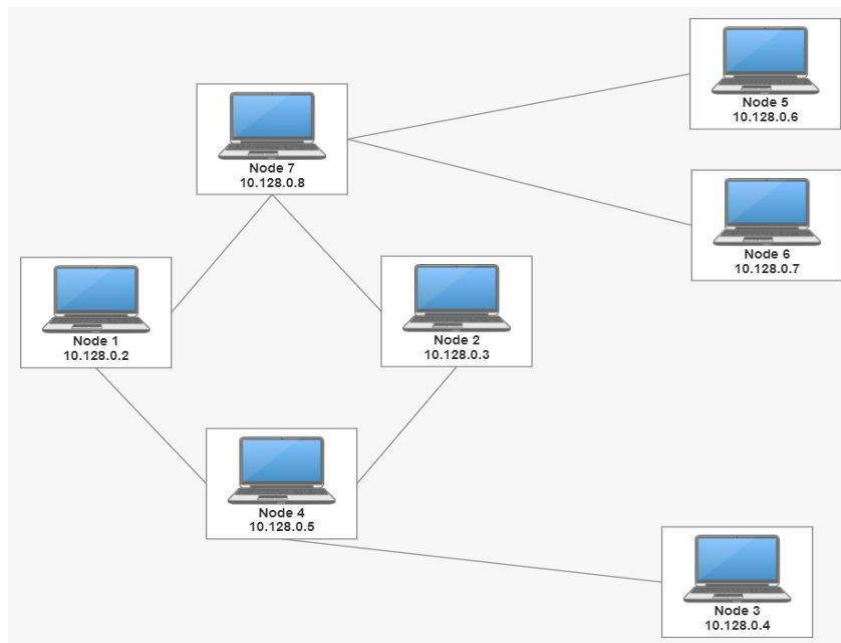 Node 5
10.128.0.6
Node 7
10.128.0.8
Node 6
10.128.0.7
Node 1
10.128.0.2
Node 2
10.128.0.3
Node 4
10.128.0.5
Node 3
10.128.0.4